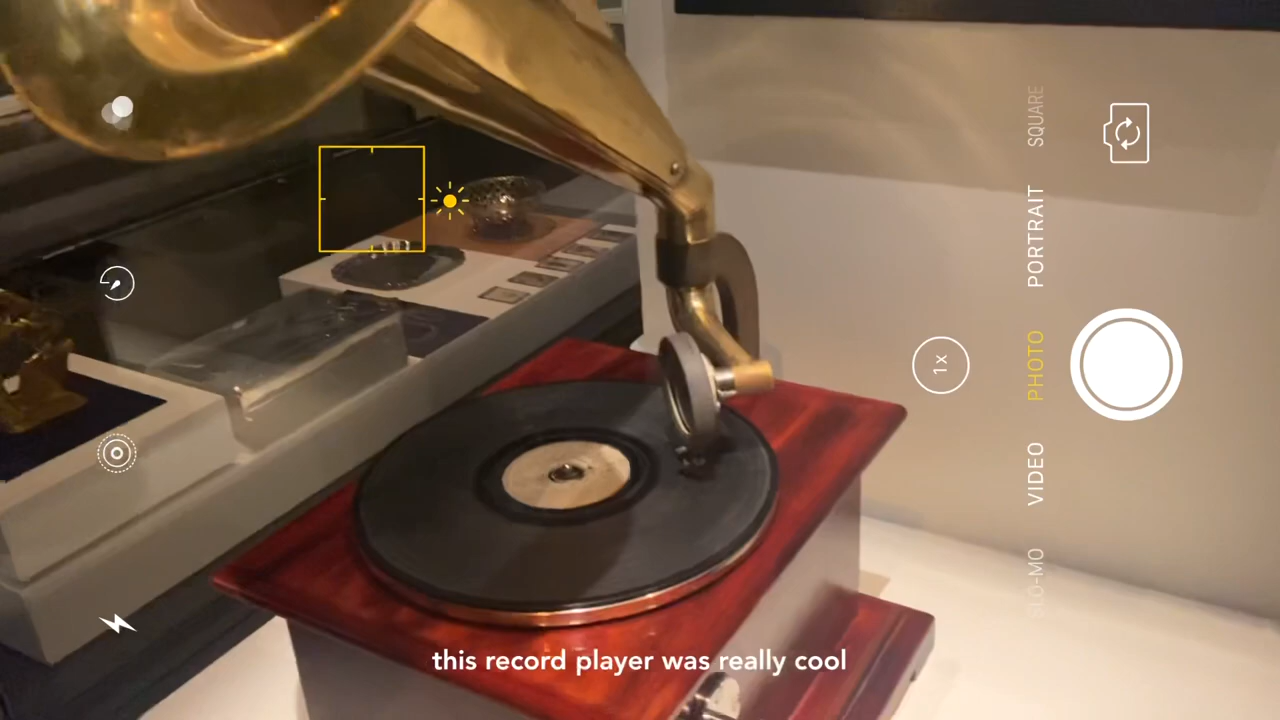 SQUARE
PORTRAIT
1x
PHOTO
VIDEO
SLO-MO
this record player was really cool